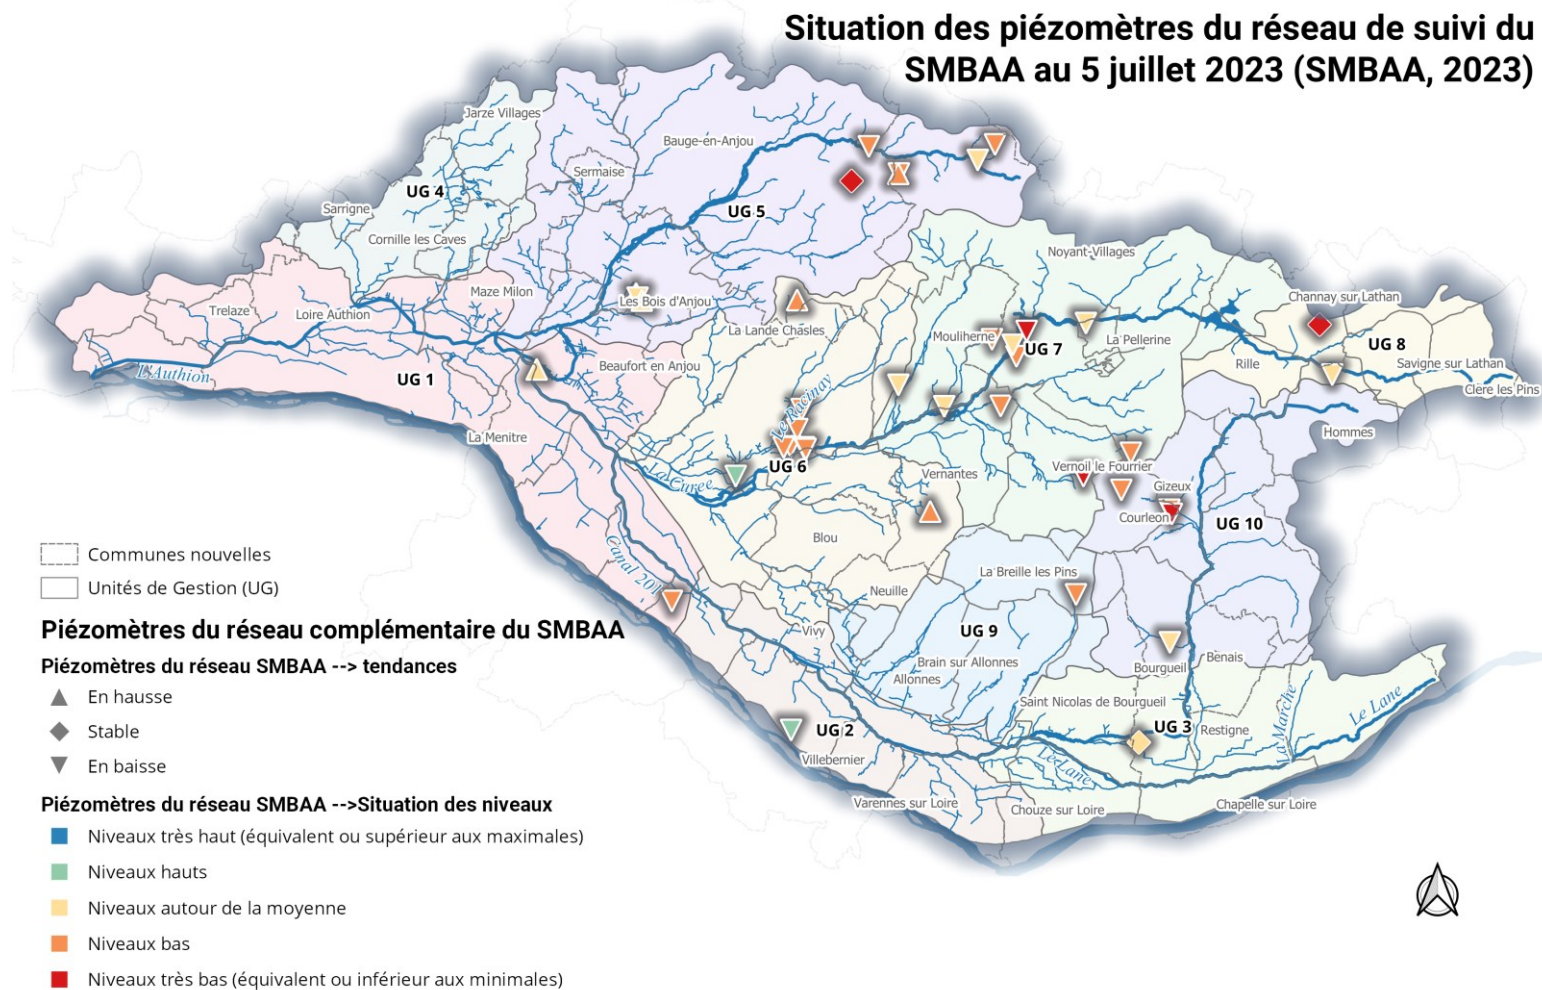 Situation des piézomètres du réseau de suivi du
SMBAA au 5 juillet 2023 (SMBAA, 2023)
Jarze Villages
Bauge-en-Anjou
Sermaise
UG 4
UG 5
Sarrigne
Cornille les Caves
Noyant-Villages
Maze Milon
Les Bois d'Anjou
Channay sur Lathan
Trelaze
Loire Authion
La Lande Chasles
Mouliherne
UG 7
La Pellerine
UG 8
Rille
Savigne sur Lathan
Clere les Pins
L'Authion
UG 1
Beaufort en Anjou
Le Racinay
La Menitre
Hommes
UG 6
La Curee
Vernantes
Vernoil le Fourrier
Gizeux
Courleon
UG 10
Blou
Canal 201
La Breille les Pins
Neuille
Vivy
UG 9
Brain sur Allonnes
Allonnes
Bourgueil
Benais
Saint Nicolas de Bourgueil
UG 3
Restigne
La Marche
Le Lane
UG 2
Villebernier
Le Lane
Varennes sur Loire
Chouze sur Loire
Chapelle sur Loire
Communes nouvelles
Unités de Gestion (UG)
Piézomètres du réseau complémentaire du SMBAA
Piézomètres du réseau SMBAA --> tendances
En hausse
Stable
En baisse
Piézomètres du réseau SMBAA -->Situation des niveaux
Niveaux très haut (équivalent ou supérieur aux maximales)
Niveaux hauts
Niveaux autour de la moyenne
Niveaux bas
Niveaux très bas (équivalent ou inférieur aux minimales)